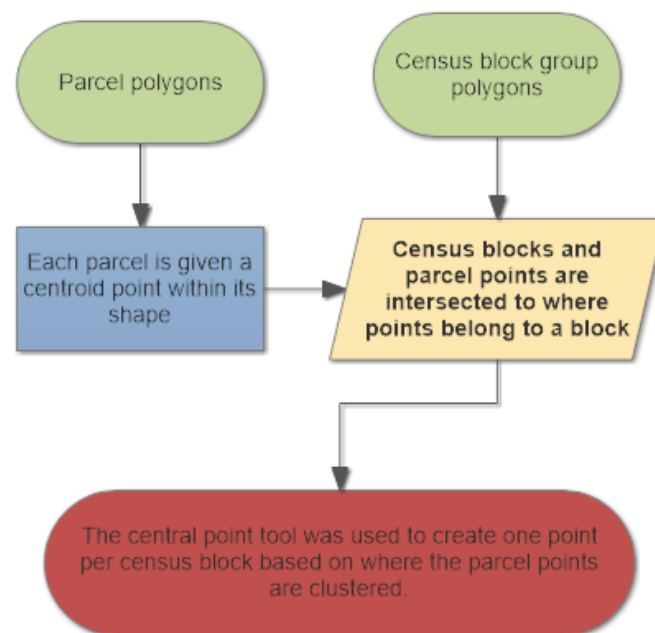 Parcel polygons
Census block group
polygons
Each parcel is given a
centroid point within its
shape
Census blocks and
parcel points are
intersected to where
points belong to a block
The central point tool was used to create one point
per census block based on where the parcel points
are clustered.